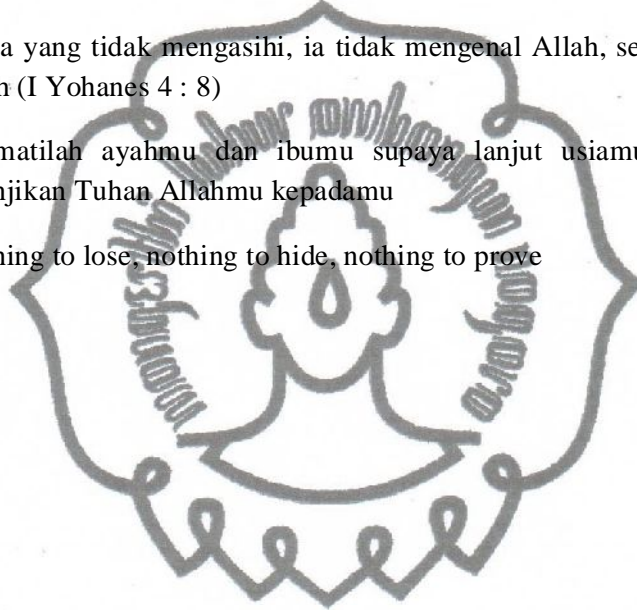 a yang tidak mengasihi, ia tidak mengenal Allah, se
n (I Yohanes 4 : 8)
matilah ayahmu dan ibumu supaya lanjut usiamu
njikan Tuhan Allahmu kepadamu
ning to lose, nothing to hide, nothing to prove